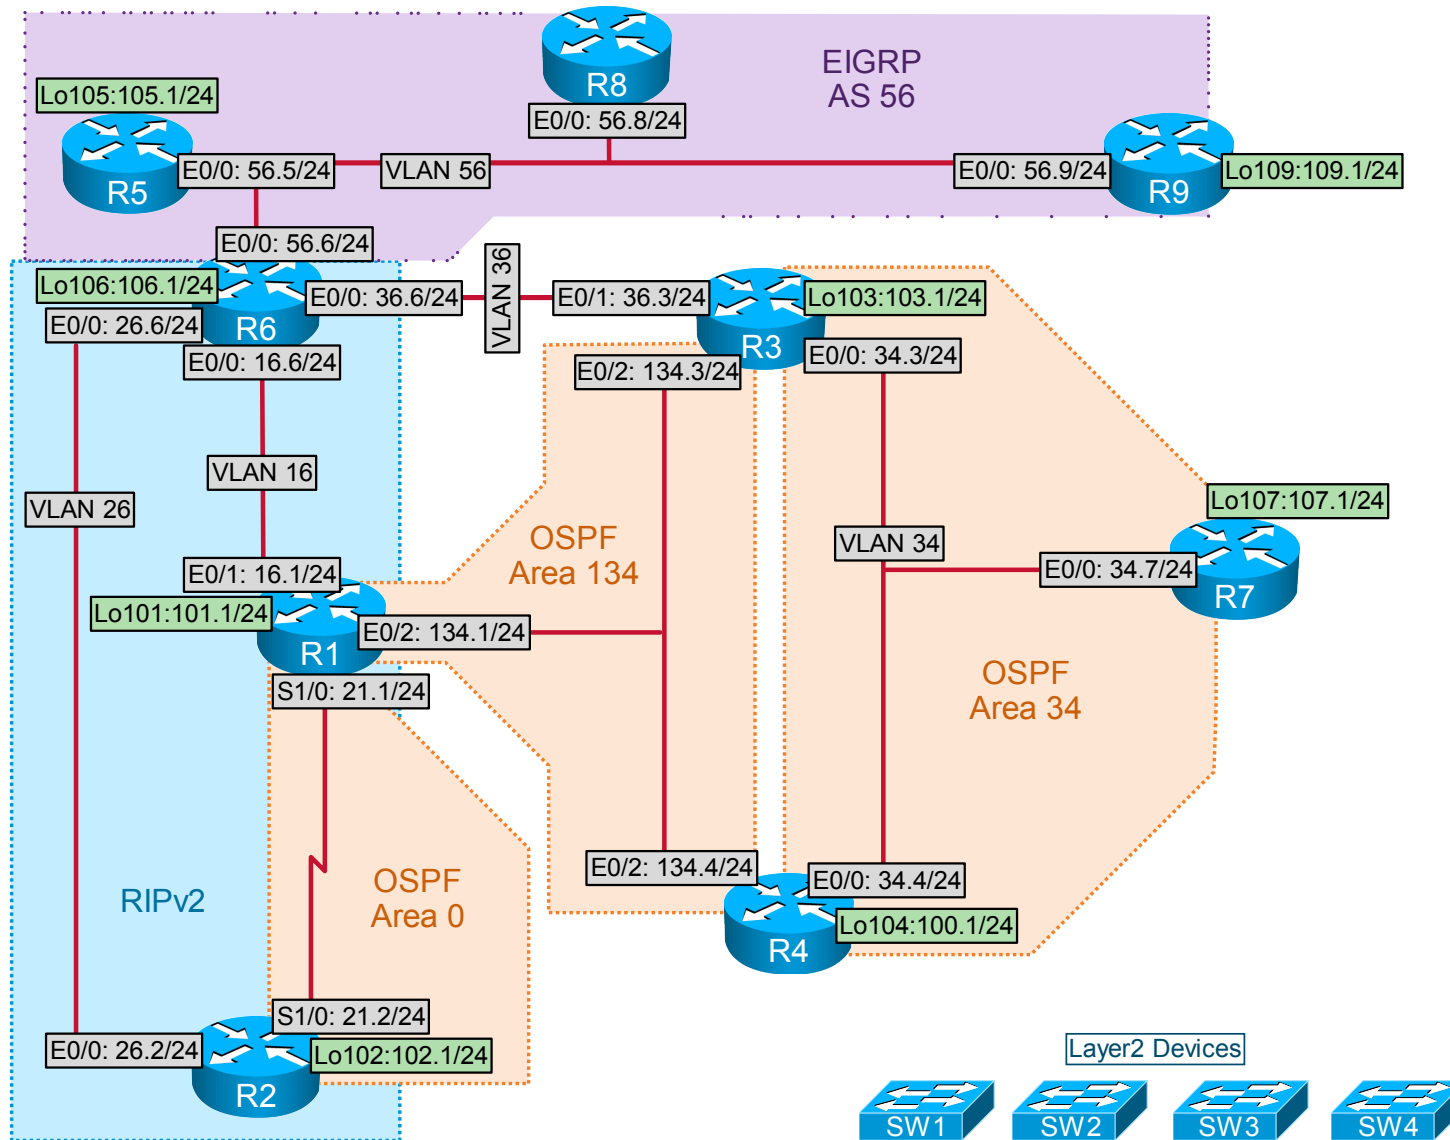 R8
EIGRP
AS 56
Lo105:105.1/24
E0/0: 56.8/24
R5
E0/0: 56.5/24
VLAN 56
E0/0: 56.9/24
R9
Lo109:109.1/24
E0/0: 56.6/24
Lo106:106.1/24
R6
E0/0: 36.6/24
VLAN 36
E0/1: 36.3/24
R3
Lo103:103.1/24
E0/0: 26.6/24
E0/0: 16.6/24
E0/2: 134.3/24
E0/0: 34.3/24
VLAN 16
VLAN 26
Lo107:107.1/24
OSPF
Area 134
VLAN 34
E0/0: 34.7/24
R7
E0/1: 16.1/24
Lo101:101.1/24
R1
E0/2: 134.1/24
S1/0: 21.1/24
OSPF
Area 34
RIPv2
OSPF
Area 0
E0/2: 134.4/24
E0/0: 34.4/24
R4
Lo104:100.1/24
S1/0: 21.2/24
E0/0: 26.2/24
R2
Lo102:102.1/24
Layer2 Devices
SW1
SW2
SW3
SW4